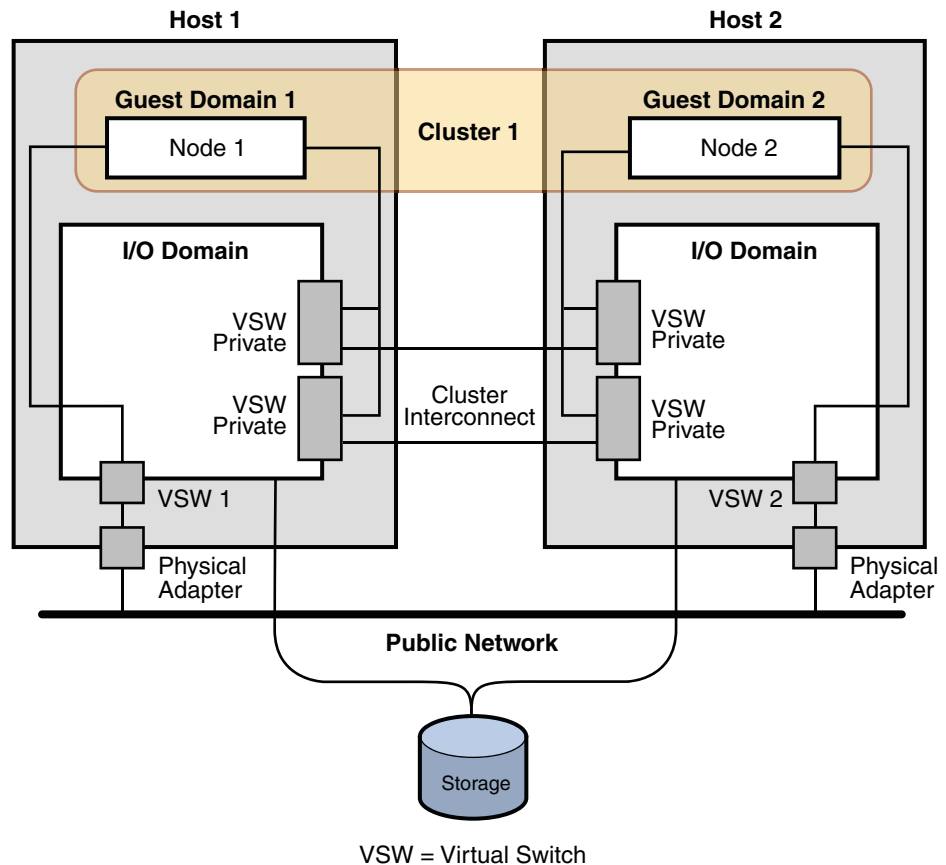 Host 1
Host 2
Guest Domain 1
Guest Domain 2
Cluster 1
Node 1
Node 2
I/O Domain
I/O Domain
VSW
Private
VSW
Private
VSW
Private
VSW
Private
Cluster
Interconnect
VSW 1
VSW 2
Physical
Adapter
Physical
Adapter
Public Network
Storage
VSW = Virtual Switch